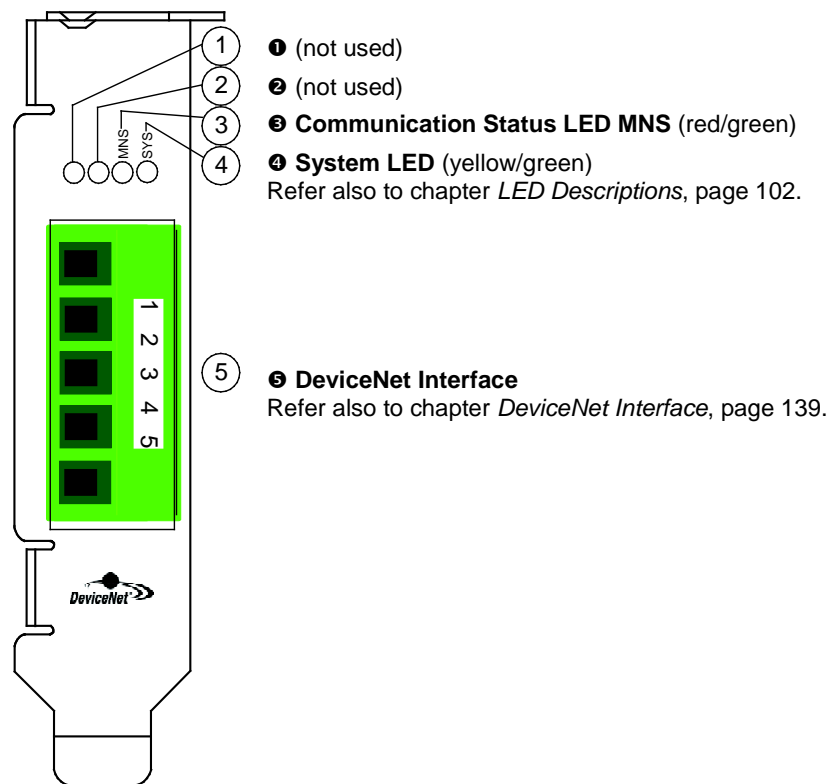 1 ❶ (not used)
2 ❷ (not used)
3 ❸ Communication Status LED MNS (red/green)
4 ❹ System LED (yellow/green)
Refer also to chapter LED Descriptions, page 102.
MNS
SYS
1
2
3
4
5
5 ❺ DeviceNet Interface
Refer also to chapter DeviceNet Interface, page 139.
DeviceNet